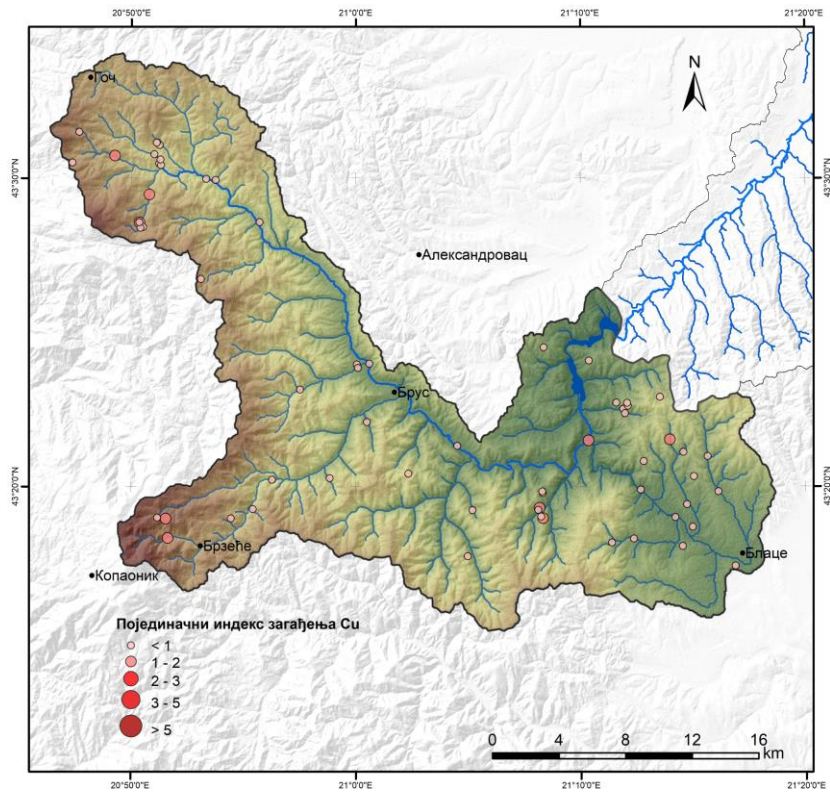 20°50'0"E
21°0'0"E
21°10'0"E
21°20'0"E
Гоч
N
43°30'0"N
43°30'0"N
Александровац
Брус
43°20'0"N
43°20'0"N
Брзеће
Блаце
Копаоник
Појединачни индекс загађења Cu
< 1
1 - 2
2 - 3
3 - 5
> 5
0 4 8 12 16
km
20°50'0"E
21°0'0"E
21°10'0"E
21°20'0"E